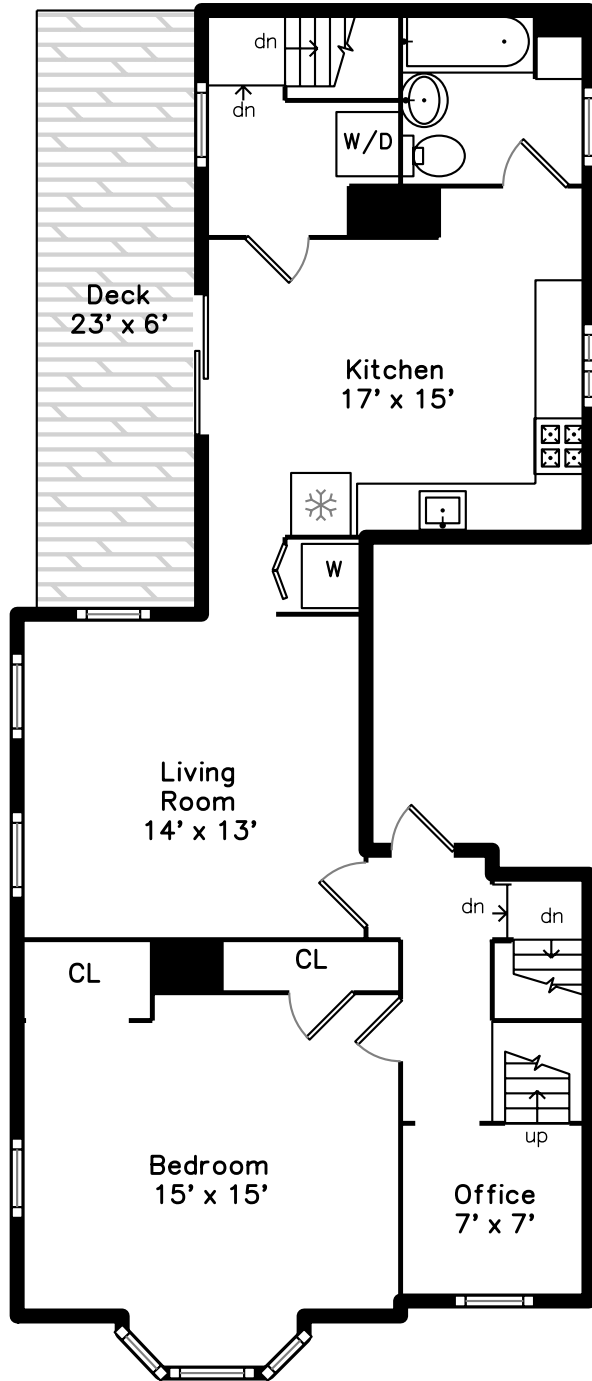 dn
dn
W/D
Deck
23' x 6'
Kitchen
17' x 15'
W
Living
Room
14' x 13'
dn
dn
CL
CL
up
Bedroom
15' x 15'
Office
7' x 7'